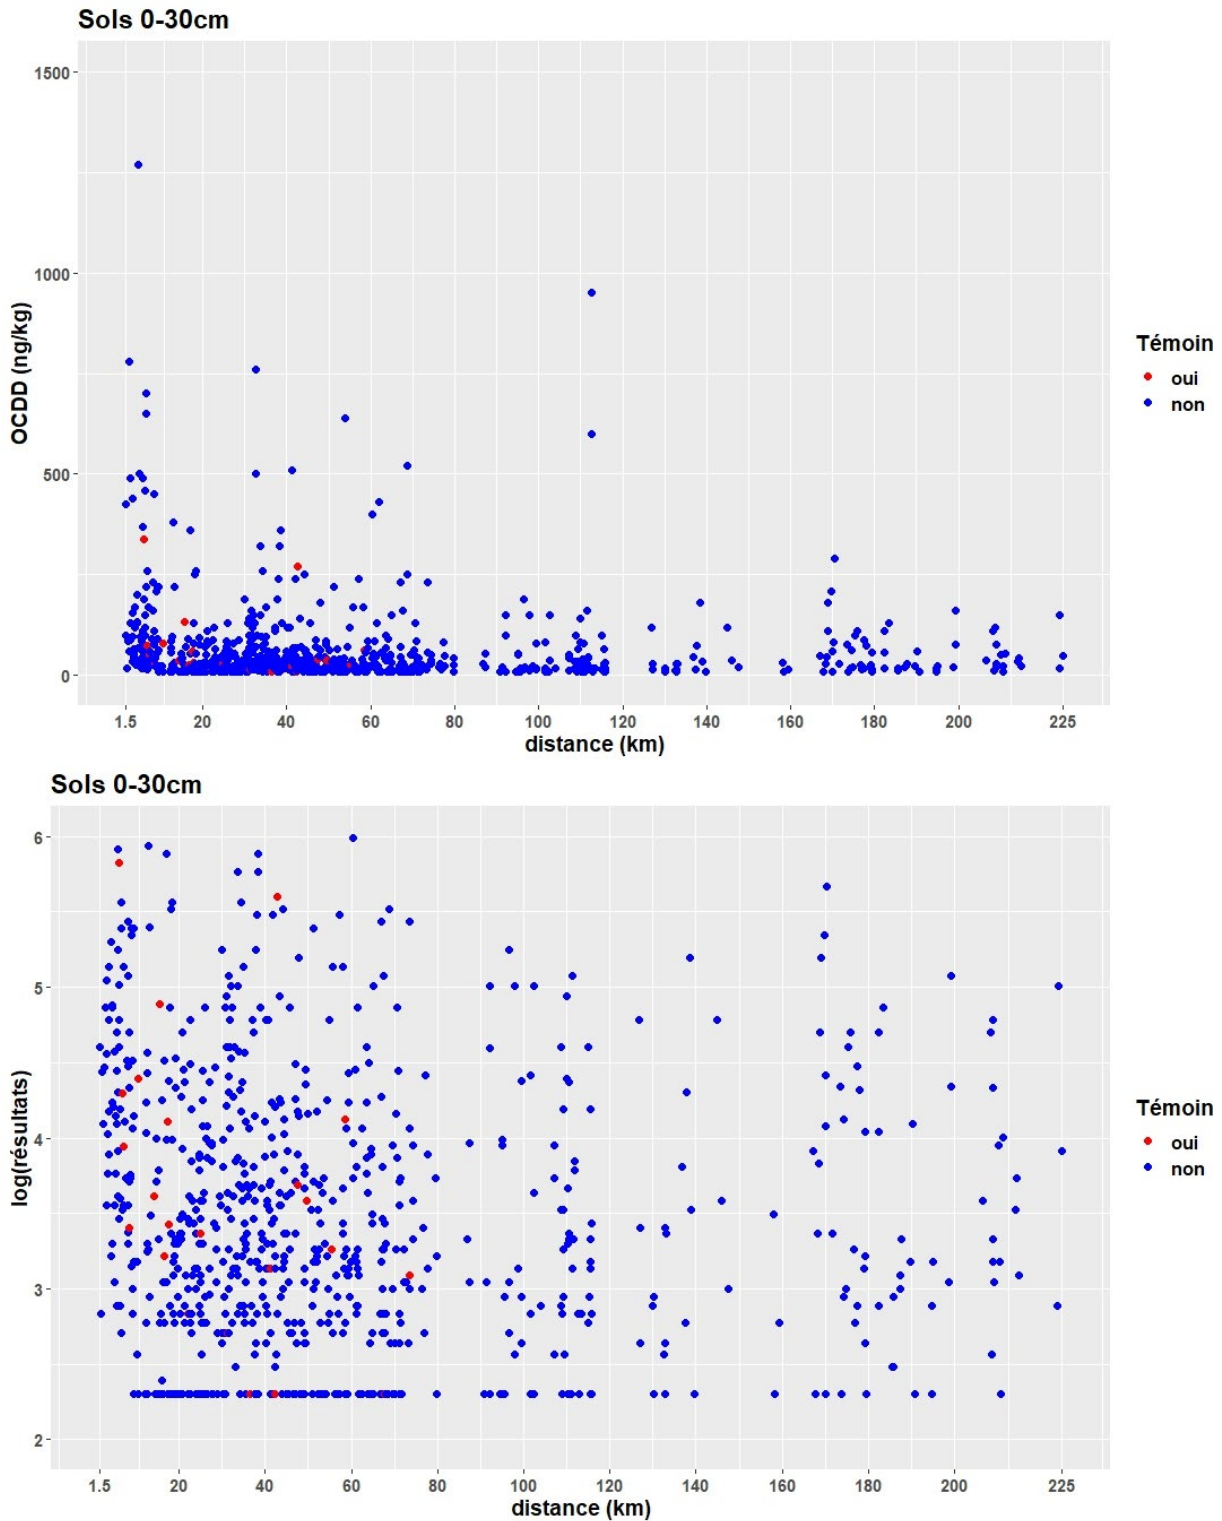 Sols 0-30cm
1500
1000
500
0
OCDD (ng/kg)
1.5 20 40 60 80 100 120 140 160 180 200 225
distance (km)
Témoin
oui
non
Sols 0-30cm
6
5
4
3
2
log(résultats)
1.5 20 40 60 80 100 120 140 160 180 200 225
distance (km)
Témoin
oui
non